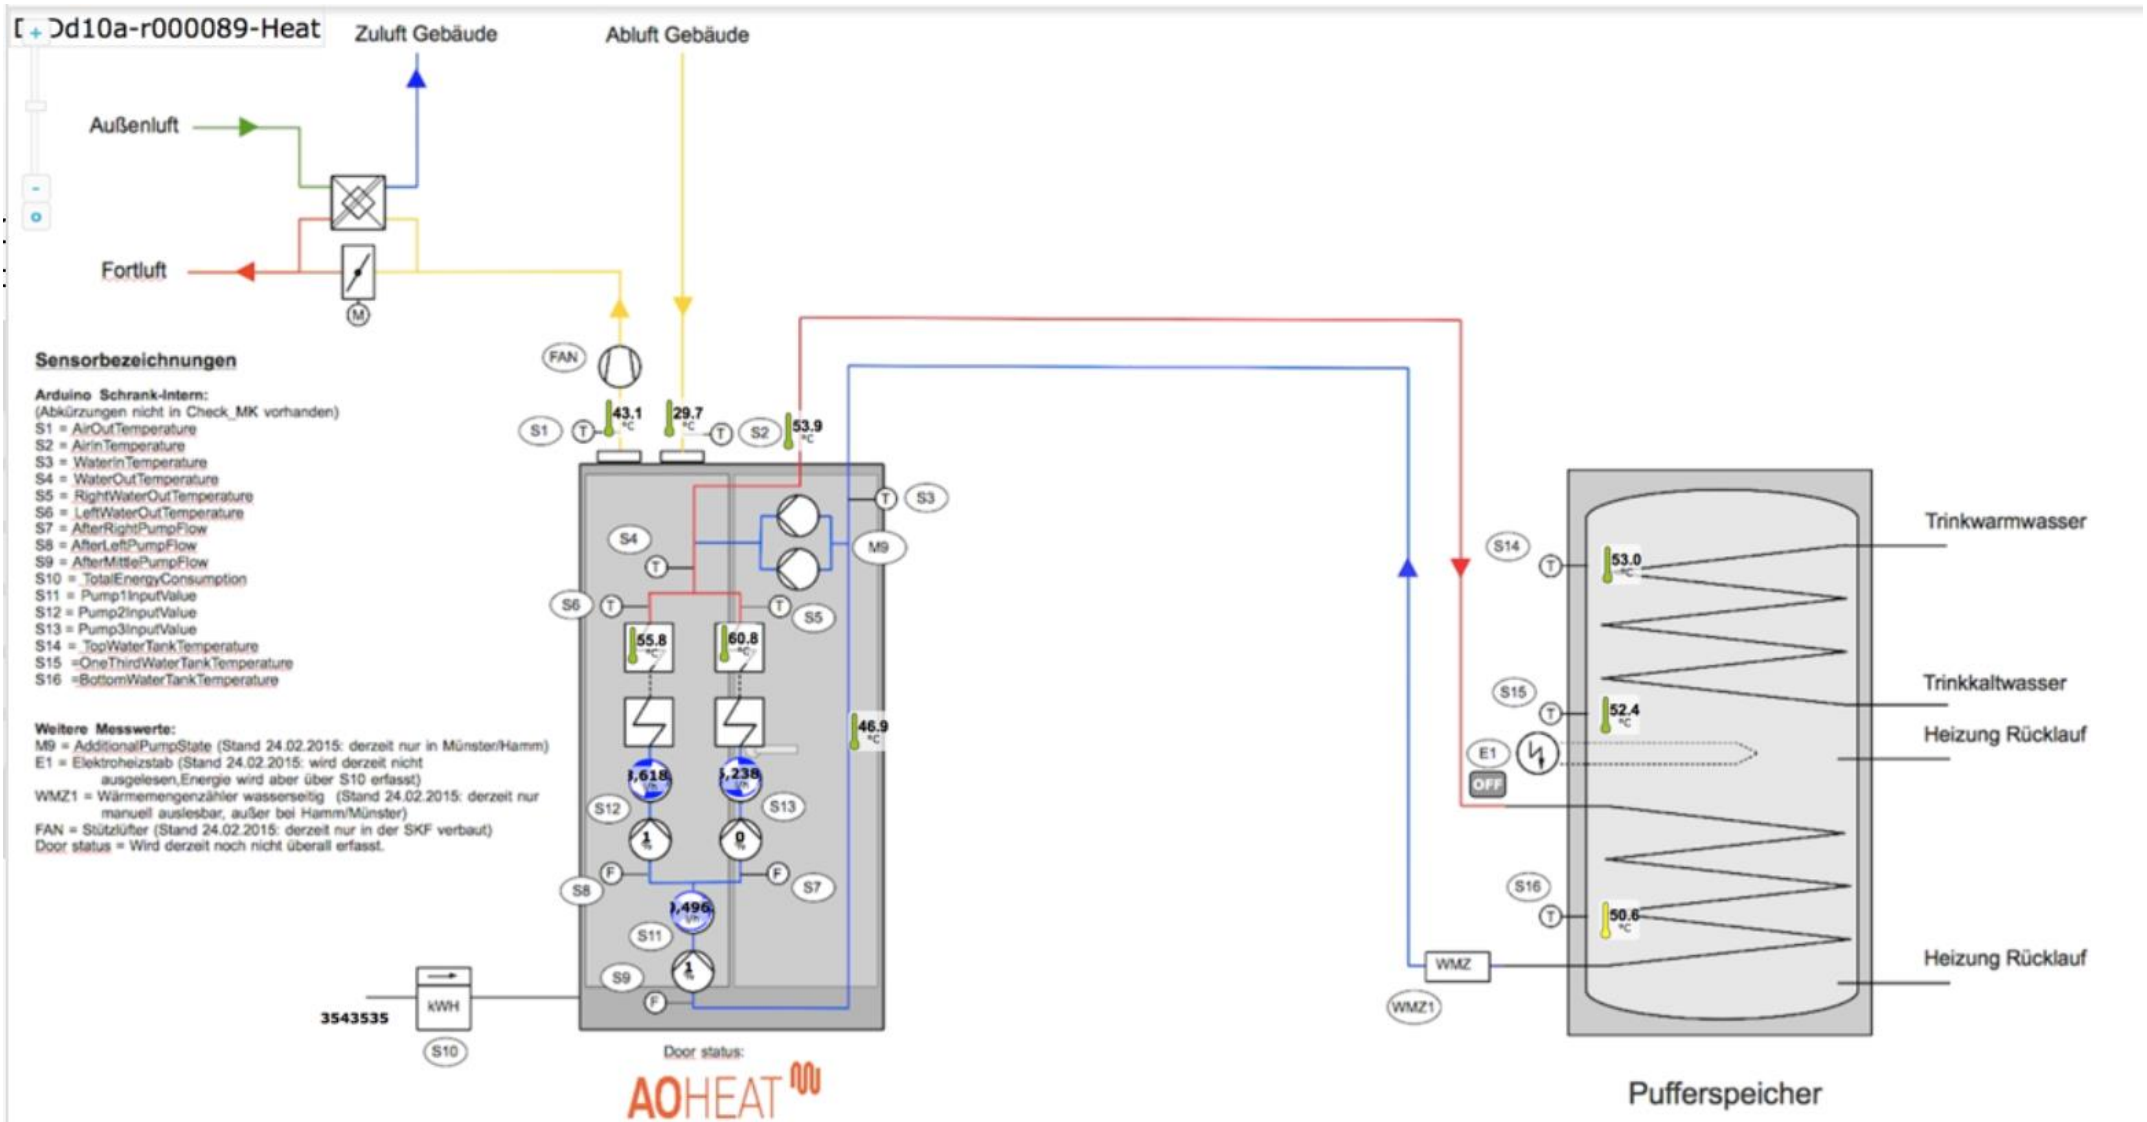 Dd10a-r000089-Heat
Zuluft Gebäude
Abluft Gebäude
Außenluft
Fortluft
M
FAN
Sensorbezeichnungen
Arduino Schrank-Intern:
(Abkürzungen nicht in Check_MK vorhanden)
S1 = AirOutTemperature
S2 = AirInTemperature
S3 = WaterInTemperature
S4 = WaterOutTemperature
S5 = RightWaterOutTemperature
S6 = LeftWaterOutTemperature
S7 = AfterRightPumpFlow
S8 = AfterLeftPumpFlow
S9 = AfterMittlePumpFlow
S10 = TotalEnergyConsumption
S11 = Pump1InputValue
S12 = Pump2InputValue
S13 = Pump3InputValue
S14 = TopWaterTankTemperature
S15 =OneThirdWaterTankTemperature
S16 =BottomWaterTankTemperature
Weitere Messwerte:
M9 = AdditionalPumpState (Stand 24.02.2015: derzeit nur in Münster/Hamm)
E1 = Elektroheizstab (Stand 24.02.2015: wird derzeit nicht
ausgelesen,Energie wird aber über S10 erfasst)
WMZ1 = Wärmemengenzähler wasserseitig (Stand 24.02.2015: derzeit nur
manuell auslesbar, außer bei Hamm/Münster)
FAN = Stützlüfter (Stand 24.02.2015: derzeit nur in der SKF verbaut)
Door status = Wird derzeit noch nicht überall erfasst.
S1
T
43.1
°C
29.7
°C
T
S2
53.9
°C
T
S3
S4
T
M9
S6
T
T
S5
55.8
°C
60.8
°C
46.9
°C
,618
l/h
,238
l/h
S12
S13
1
%
0
%
S8
F
F
S7
,496
l/h
S11
S9
1
%
F
kWH
3543535
S10
Door status:
AOHEAT
S14
T
53.0
°C
Trinkwarmwasser
S15
T
52.4
°C
Trinkkaltwasser
Heizung Rücklauf
E1
OFF
S16
T
50.6
°C
WMZ
WMZ1
Heizung Rücklauf
Pufferspeicher